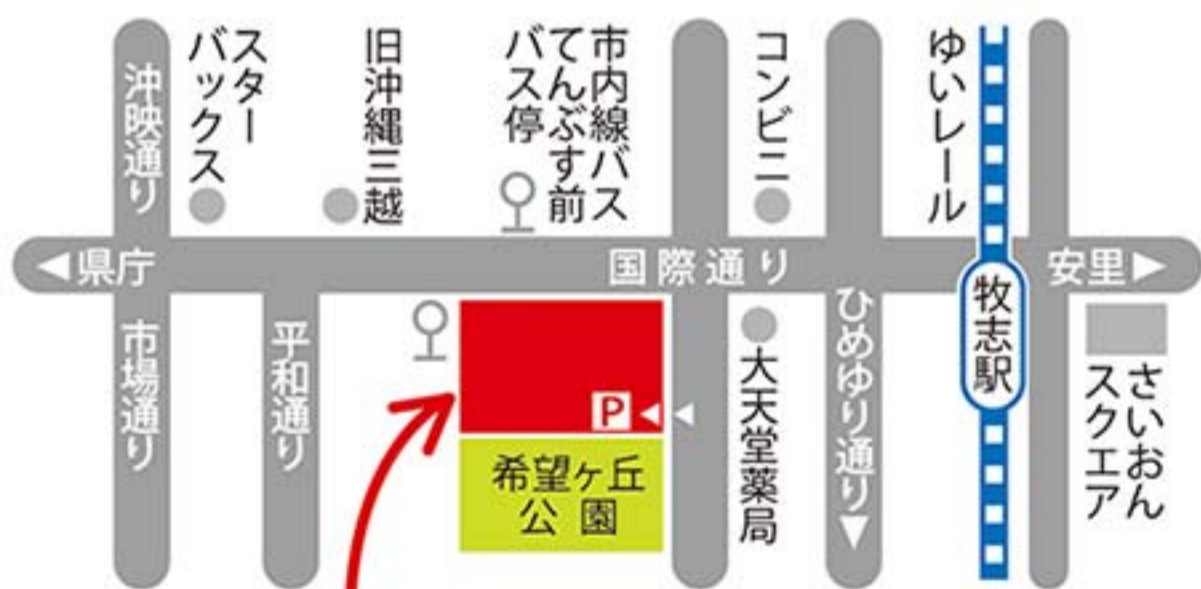 沖映通り
スター
バックス
旧沖縄三越
市内線バス
てんぶす前
バス停
コンビニ
ゆいレール
◀県庁
国際通り
安里▶
市場通り
平和通り
P
希望ヶ丘
公園
大天堂薬局
ひめゆり通り▼
牧志駅
さいおん
スクエア